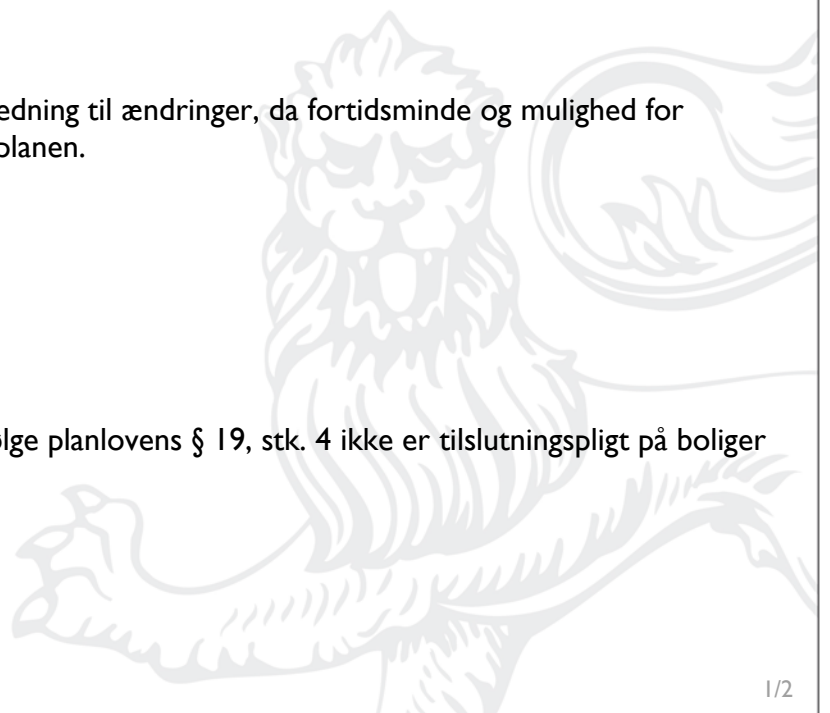 edning til ændringer, da fortidsminde og mulighed for
planen.
ølge planlovens § 19, stk. 4 ikke er tilslutningspligt på boliger
1/2